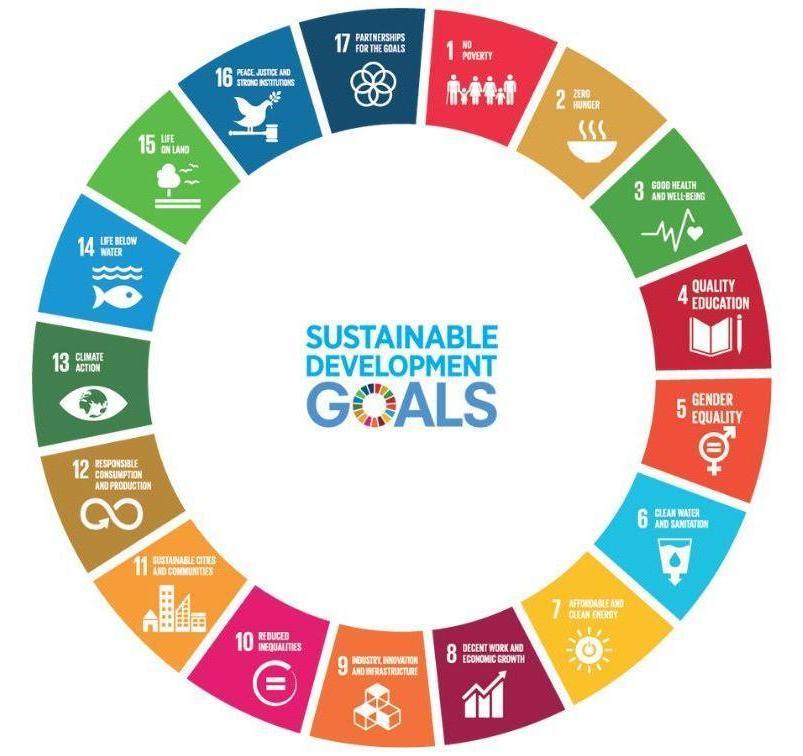 1 NO
POVERTY
2 ZERO
HUNGER
3 GOOD HEALTH
AND WELL-BEING
4 QUALITY
EDUCATION
5 GENDER
EQUALITY
6 CLEAN WATER
AND SANITATION
7 AFFORDABLE AND
CLEAN ENERGY
8 DECENT WORK AND
ECONOMIC GROWTH
9 INDUSTRY, INNOVATION
AND INFRASTRUCTURE
10 REDUCED
INEQUALITIES
11 SUSTAINABLE CITIES
AND COMMUNITIES
12 RESPONSIBLE
CONSUMPTION
AND PRODUCTION
13 CLIMATE
ACTION
14 LIFE BELOW
WATER
15 LIFE
ON LAND
16 PEACE, JUSTICE AND
STRONG INSTITUTIONS
17 PARTNERSHIPS
FOR THE GOALS
SUSTAINABLE
DEVELOPMENT
GOALS